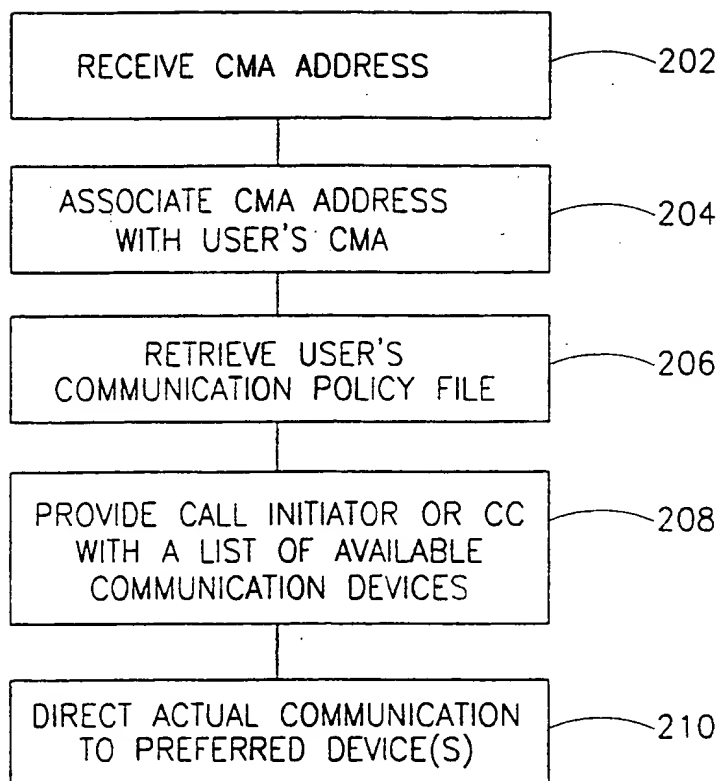 RECEIVE CMA ADDRESS
202
ASSOCIATE CMA ADDRESS
WITH USER'S CMA
204
RETRIEVE USER'S
COMMUNICATION POLICY FILE
206
PROVIDE CALL INITIATOR OR CC
WITH A LIST OF AVAILABLE
COMMUNICATION DEVICES
208
DIRECT ACTUAL COMMUNICATION
TO PREFERRED DEVICE(S)
210